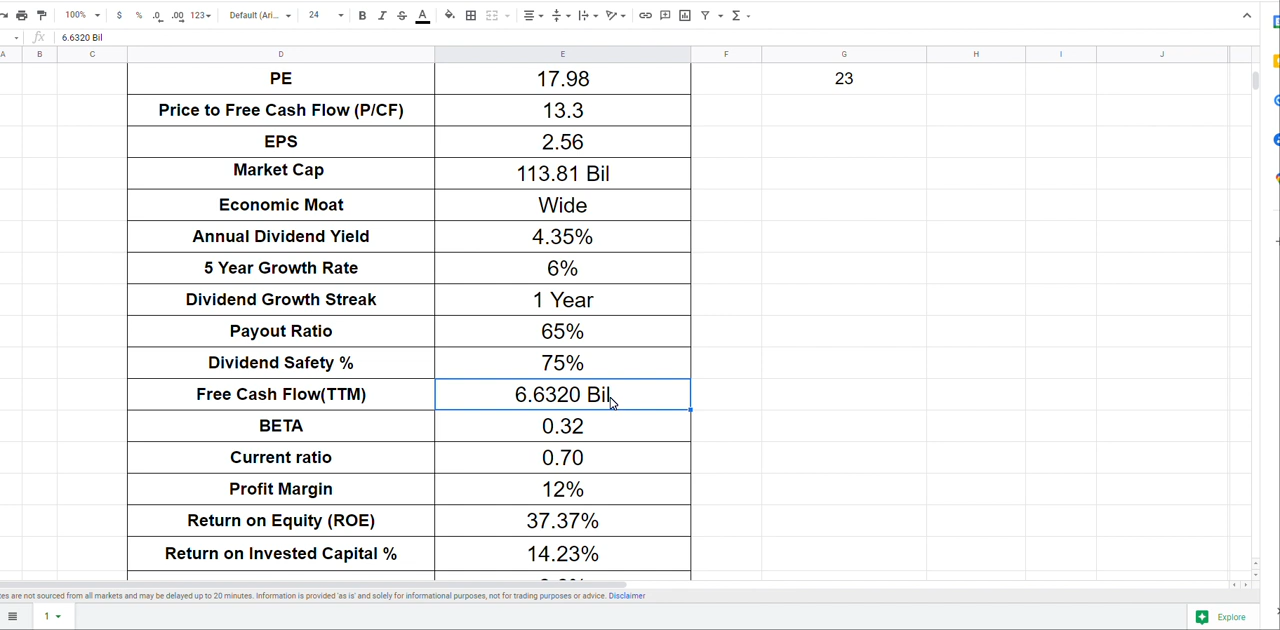 100% $ % .0 .00 123 Default (Ari... 24 B I S A Σ
fx 6.6320 Bil
A B C D E F G H I J
PE 17.98 23
Price to Free Cash Flow (P/CF) 13.3
EPS 2.56
Market Cap 113.81 Bil
Economic Moat Wide
Annual Dividend Yield 4.35%
5 Year Growth Rate 6%
Dividend Growth Streak 1 Year
Payout Ratio 65%
Dividend Safety % 75%
Free Cash Flow(TTM) 6.6320 Bil
BETA 0.32
Current ratio 0.70
Profit Margin 12%
Return on Equity (ROE) 37.37%
Return on Invested Capital % 14.23%
are not sourced from all markets and may be delayed up to 20 minutes. Information is provided 'as is' and solely for informational purposes, not for trading purposes or advice. Disclaimer
1 Explore